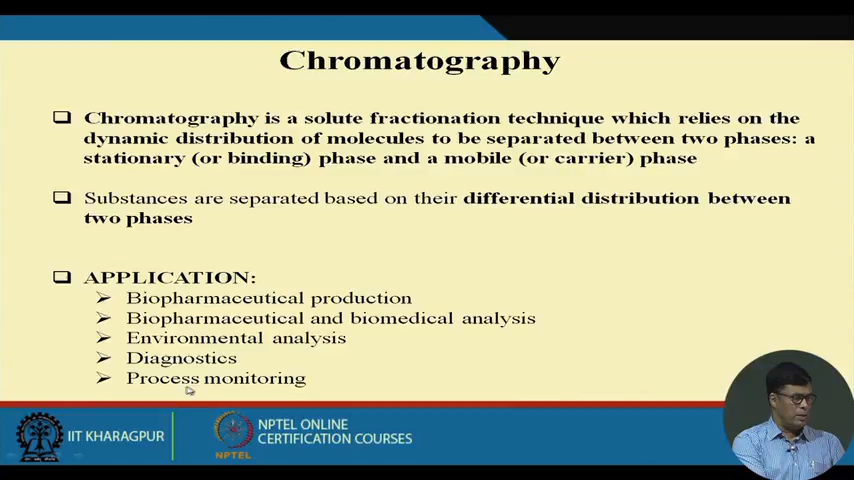 Chromatography
❑ Chromatography is a solute fractionation technique which relies on the
dynamic distribution of molecules to be separated between two phases: a
stationary (or binding) phase and a mobile (or carrier) phase
❑ Substances are separated based on their differential distribution between
two phases
❑ APPLICATION:
➢ Biopharmaceutical production
➢ Biopharmaceutical and biomedical analysis
➢ Environmental analysis
➢ Diagnostics
➢ Process monitoring
IIT KHARAGPUR
NPTEL
NPTEL ONLINE
CERTIFICATION COURSES